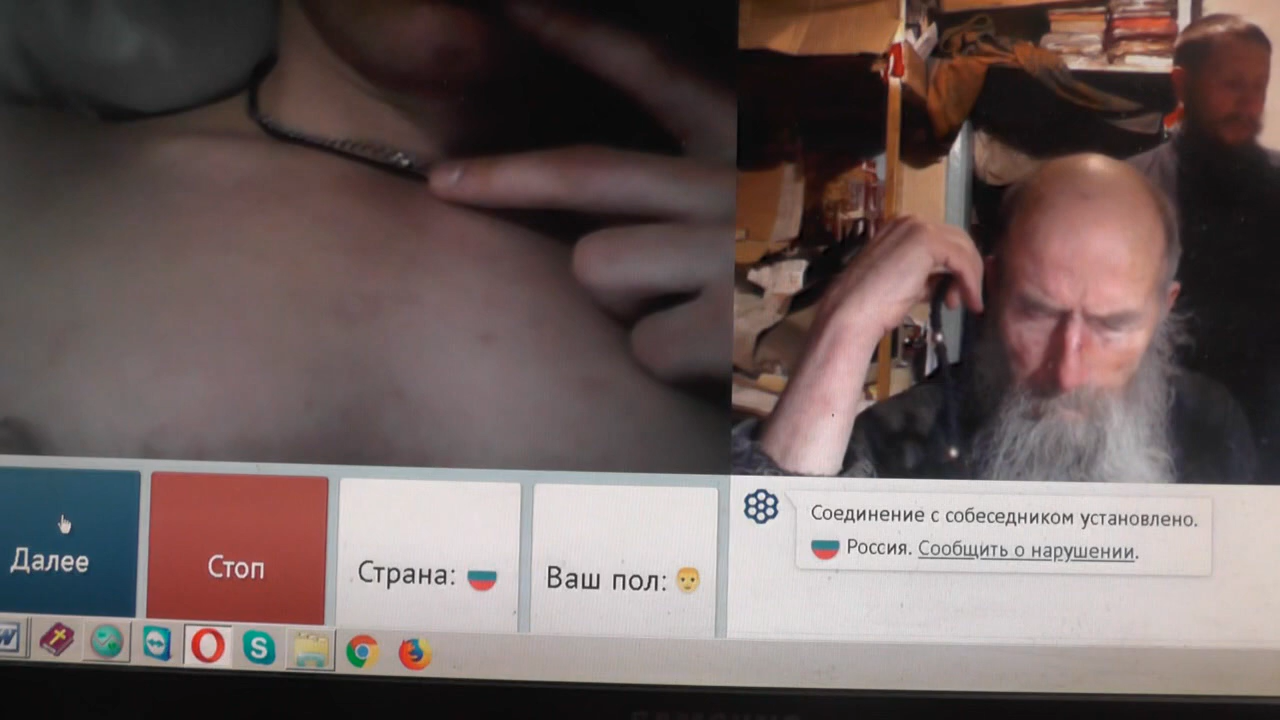 Далее
Стоп
Страна:
Ваш пол:
Соединение с собеседником установлено.
Россия. Сообщить о нарушении.